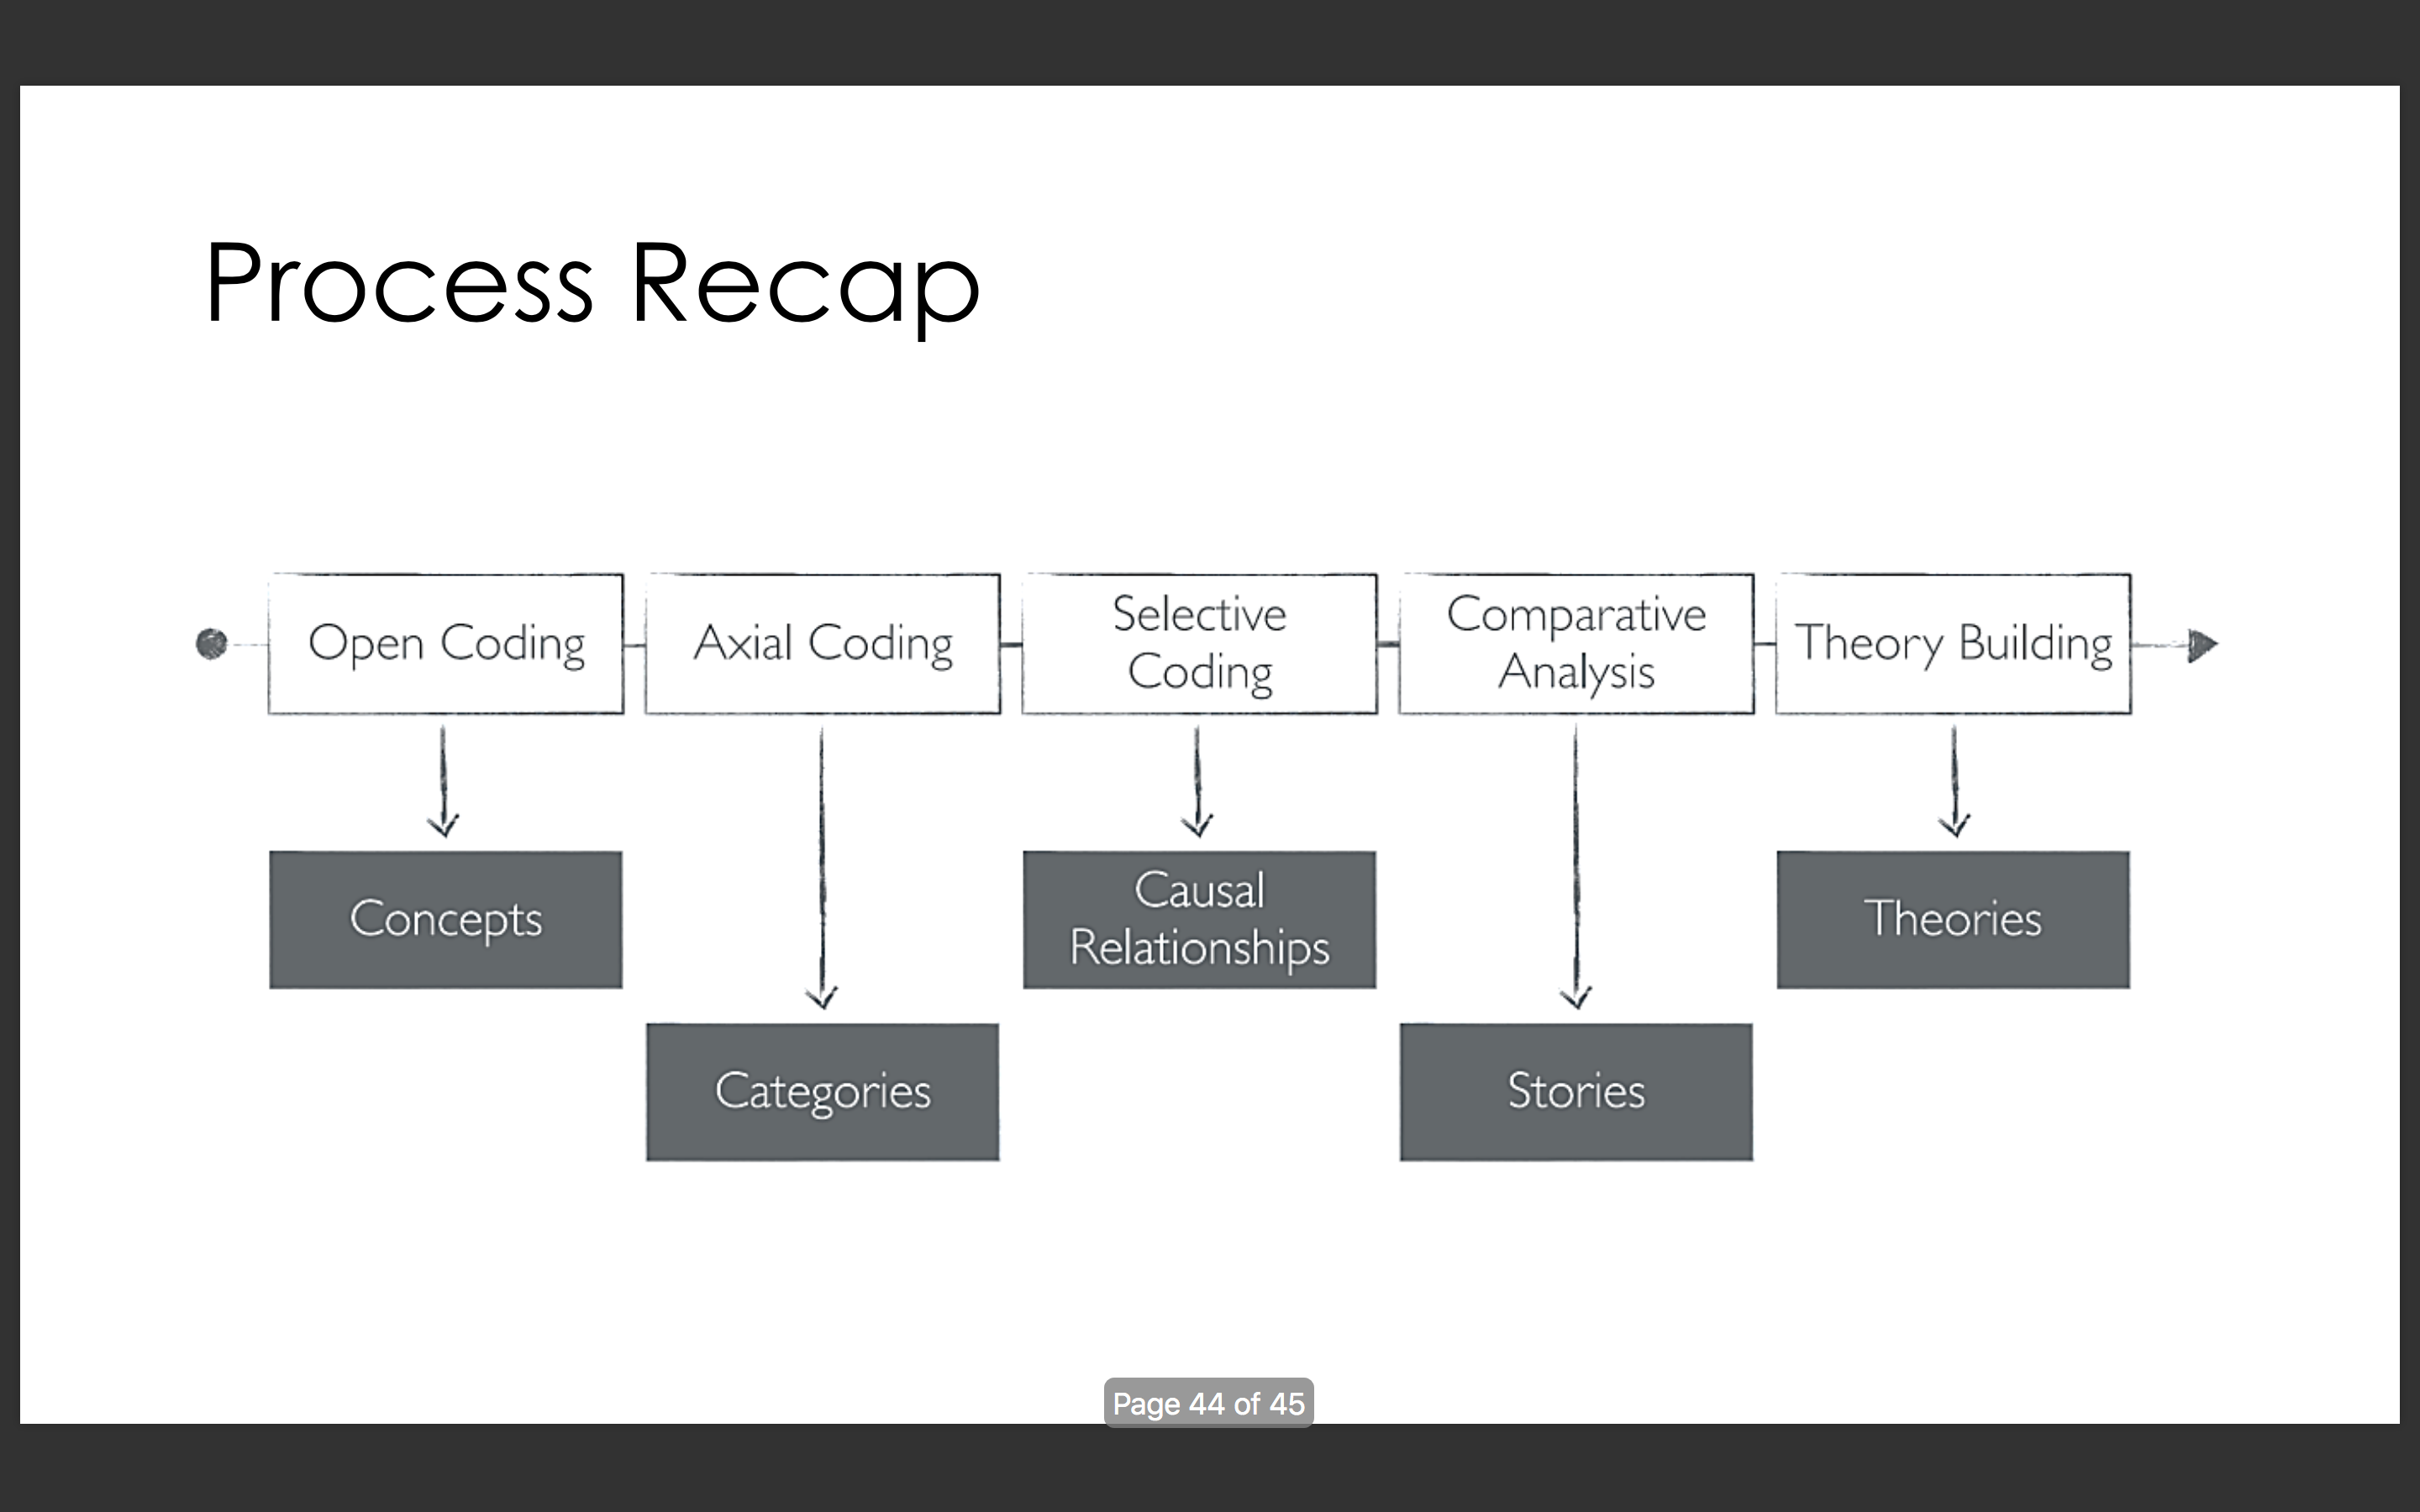 Process Recap
Open Coding
Axial Coding
Selective
Coding
Comparative
Analysis
Theory Building
Concepts
Causal
Relationships
Theories
Categories
Stories
Page 44 of 45